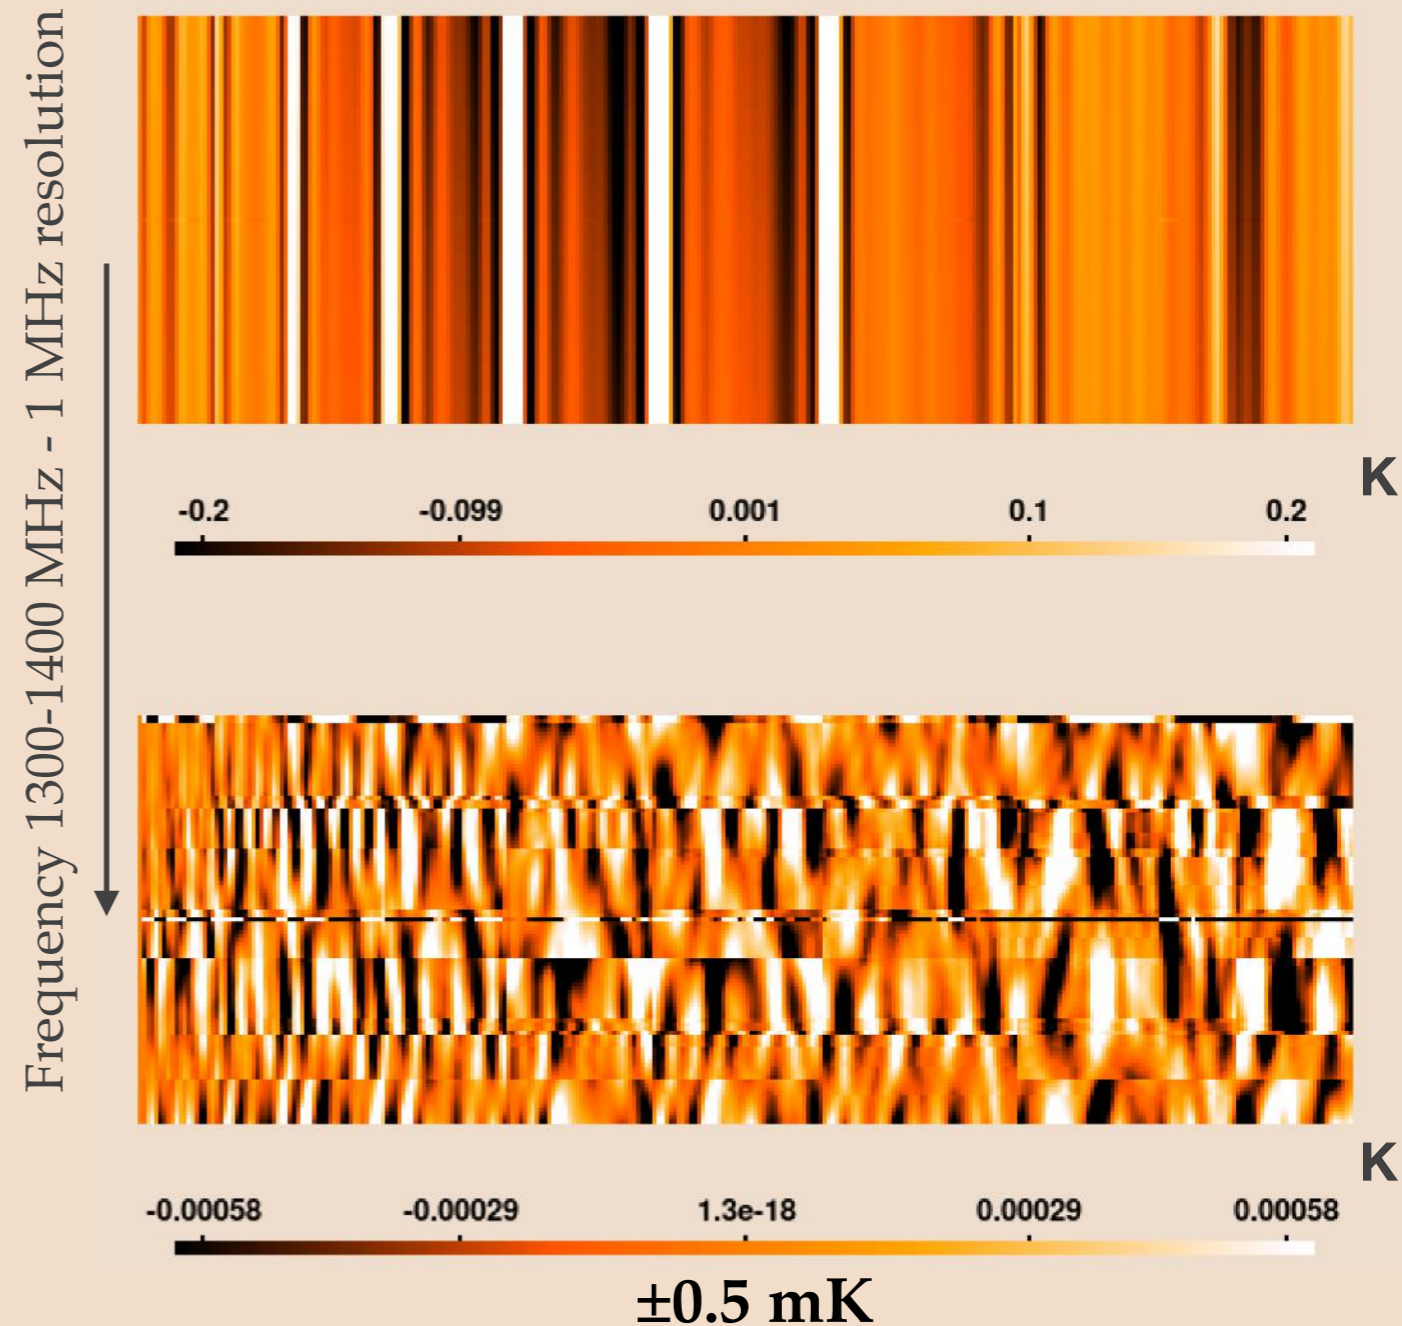 Frequency 1300-1400 MHz - 1 MHz resolution
K
-0.2 -0.099 0.001 0.1 0.2
K
-0.00058 -0.00029 1.3e-18 0.00029 0.00058
±0.5 mK